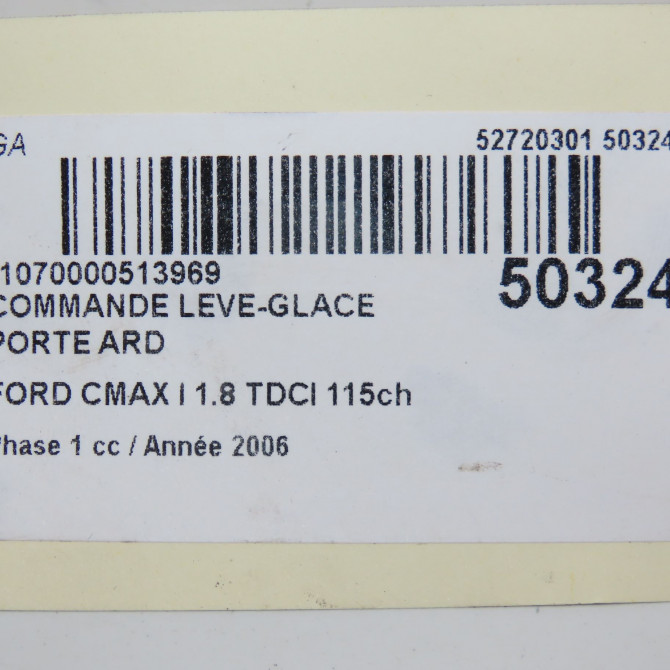 GA
52720301 50324
1070000513969
50324
COMMANDE LEVE-GLACE
PORTE ARD
FORD CMAX I 1.8 TDCI 115ch
Phase 1 cc / Année 2006